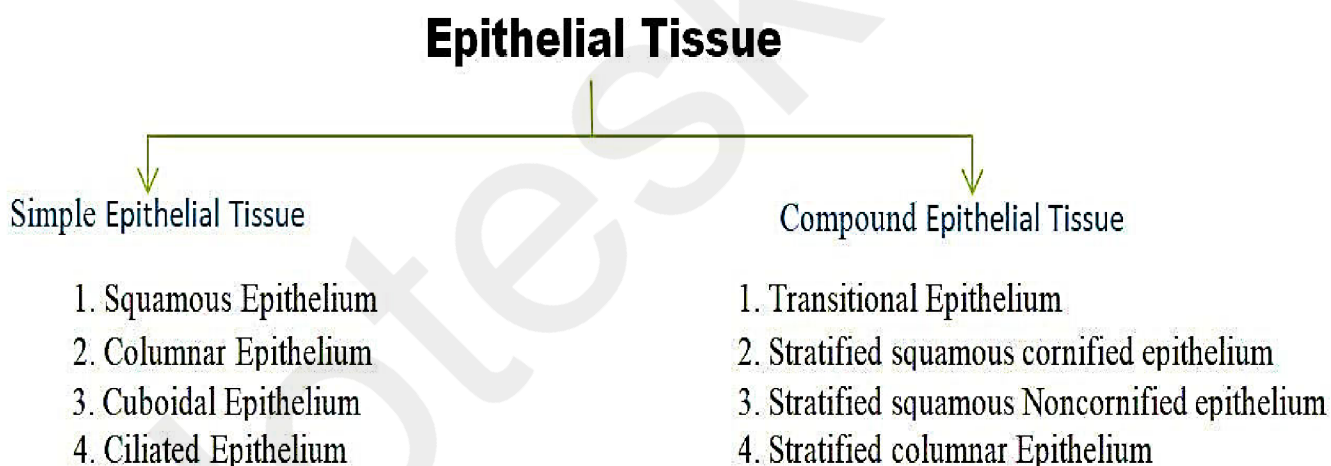 Epithelial Tissue
Simple Epithelial Tissue
1. Squamous Epithelium
2. Columnar Epithelium
3. Cuboidal Epithelium
4. Ciliated Epithelium
Compound Epithelial Tissue
1. Transitional Epithelium
2. Stratified squamous cornified epithelium
3. Stratified squamous Noncornified epithelium
4. Stratified columnar Epithelium